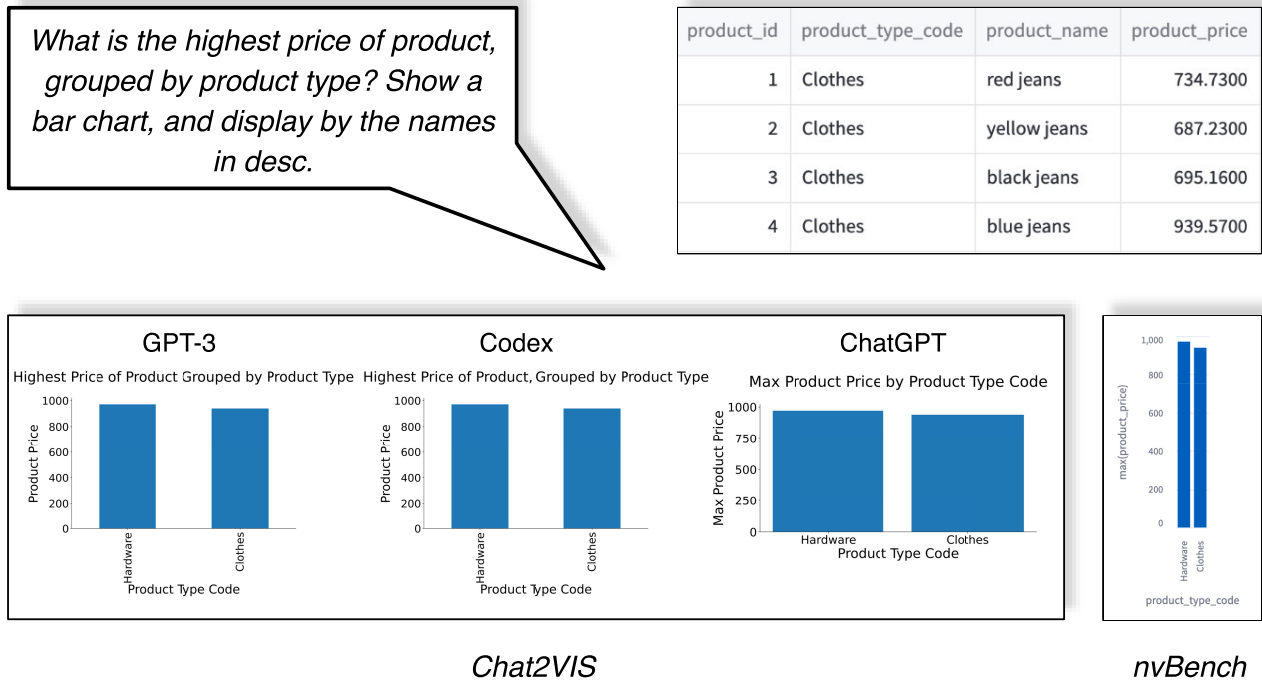 What is the highest price of product,
grouped by product type? Show a
bar chart, and display by the names
in desc.
product_id product_type_code product_name product_price
1 Clothes red jeans 734.7300
2 Clothes yellow jeans 687.2300
3 Clothes black jeans 695.1600
4 Clothes blue jeans 939.5700
GPT-3
Highest Price of Product Grouped by Product Type
Product Price
1000
800
600
400
200
0
Hardware
Clothes
Product Type Code
Codex
Highest Price of Product, Grouped by Product Type
Product Price
1000
800
600
400
200
0
Hardware
Clothes
Product Type Code
ChatGPT
Max Product Price by Product Type Code
Max Product Price
1000
750
500
250
0
Hardware
Clothes
Product Type Code
max(product_price)
1,000
800
600
400
200
0
Hardware
Clothes
product_type_code
Chat2VIS
nvBench